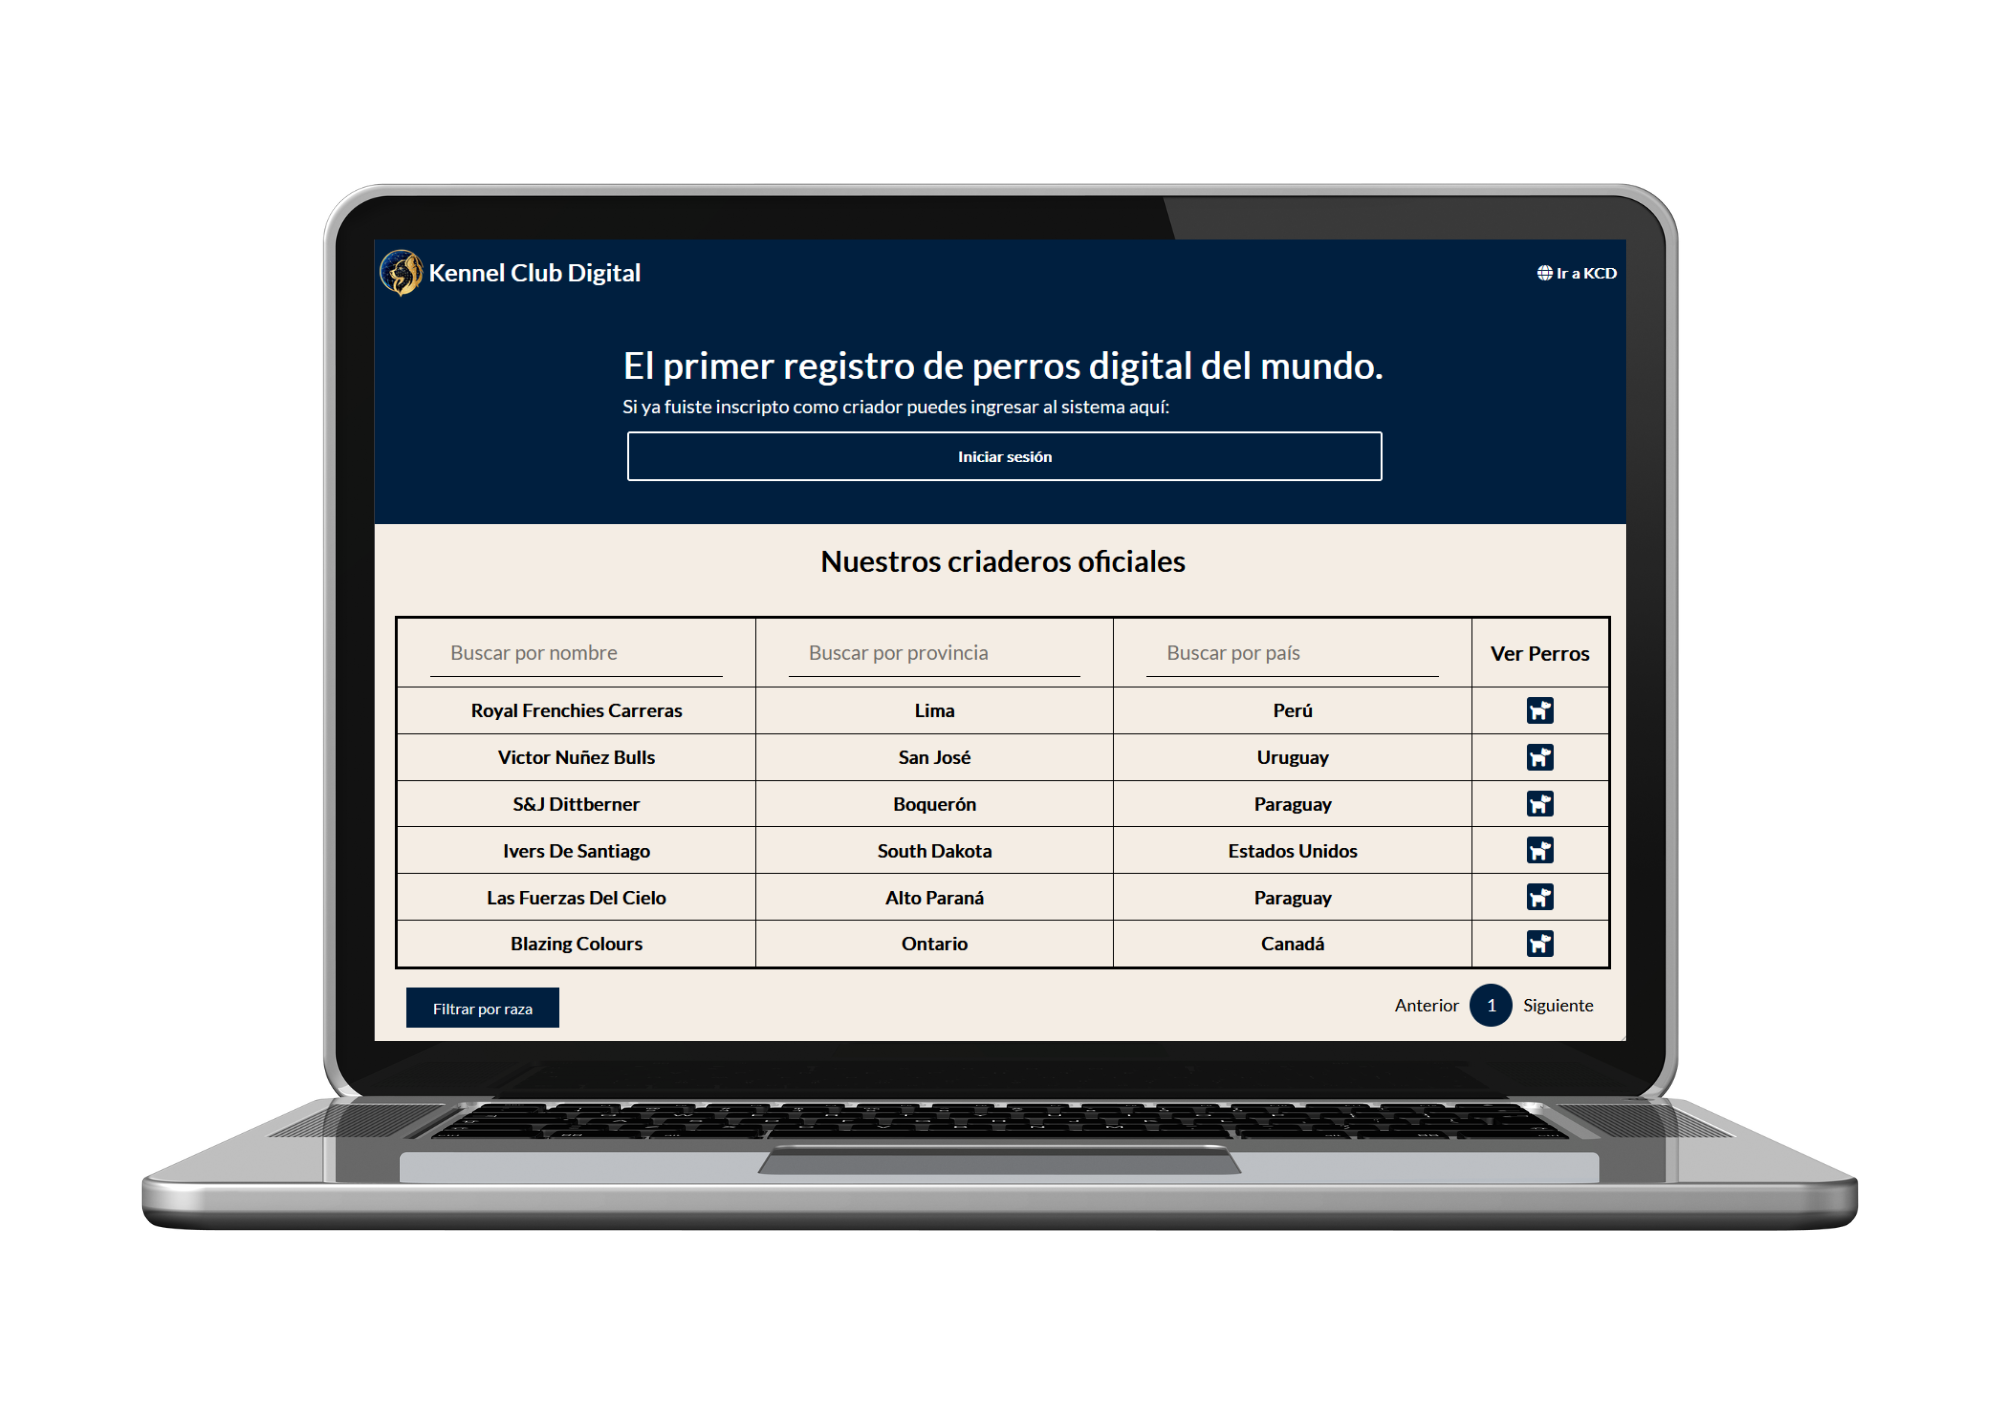 Kennel Club Digital
Ir a KCD
El primer registro de perros digital del mundo.
Si ya fuiste inscripto como criador puedes ingresar al sistema aquí:
Iniciar sesión
Nuestros criaderos oficiales
Buscar por nombre Buscar por provincia Buscar por país Ver Perros
Royal Frenchies Carreras Lima Perú
Victor Nuñez Bulls San José Uruguay
S&J Dittberner Boquerón Paraguay
Ivers De Santiago South Dakota Estados Unidos
Las Fuerzas Del Cielo Alto Paraná Paraguay
Blazing Colours Ontario Canadá
Filtrar por raza
Anterior 1 Siguiente